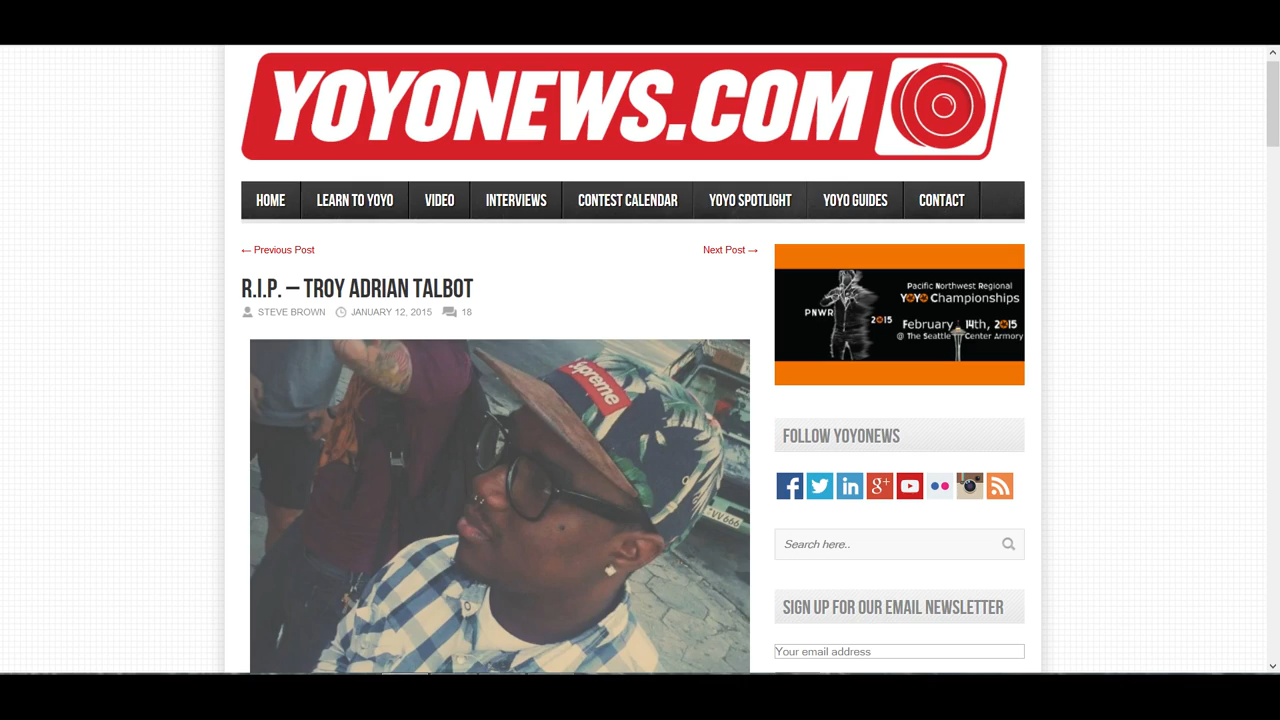 YOYONEWS.COM
HOME LEARN TO YOYO VIDEO INTERVIEWS CONTEST CALENDAR YOYO SPOTLIGHT YOYO GUIDES CONTACT
← Previous Post Next Post →
R.I.P. – TROY ADRIAN TALBOT
STEVE BROWN JANUARY 12, 2015 18
Supreme
VV666
Pacific Northwest Regional
YOYO Championships
PNWR 2015
February 14th, 2015
@ The Seattle Center Armory
FOLLOW YOYONEWS
Search here..
SIGN UP FOR OUR EMAIL NEWSLETTER
Your email address